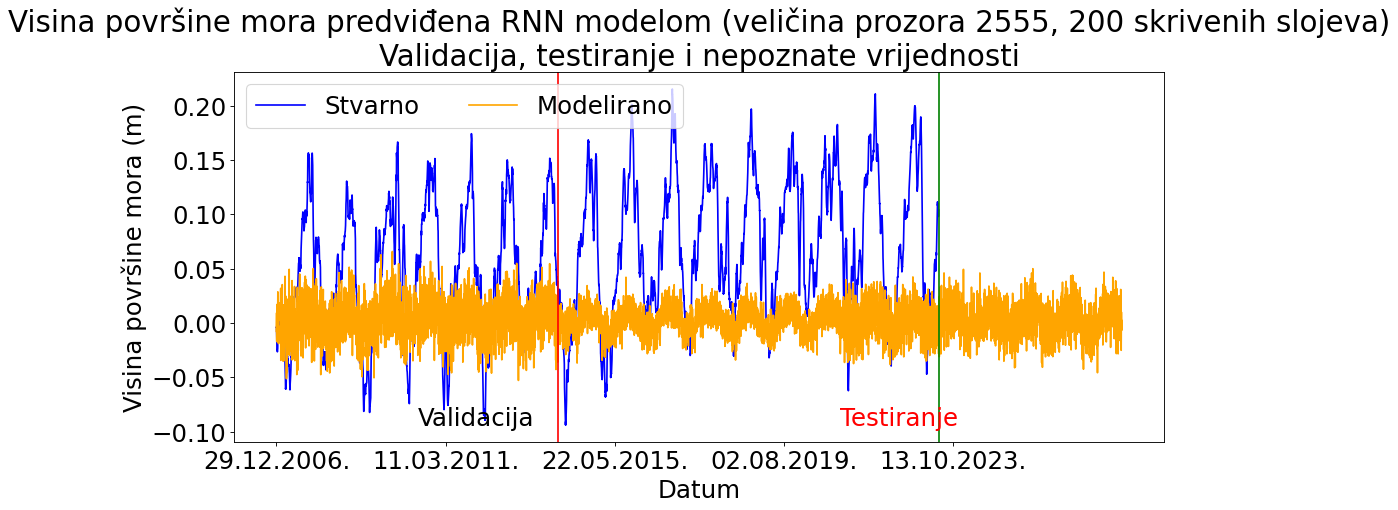 Visina površine mora predviđena RNN modelom (veličina prozora 2555, 200 skrivenih slojeva)
Validacija, testiranje i nepoznate vrijednosti
Stvarno Modelirano
Visina površine mora (m)
0.20
0.15
0.10
0.05
0.00
−0.05
−0.10
Validacija Testiranje
29.12.2006. 11.03.2011. 22.05.2015. 02.08.2019. 13.10.2023.
Datum